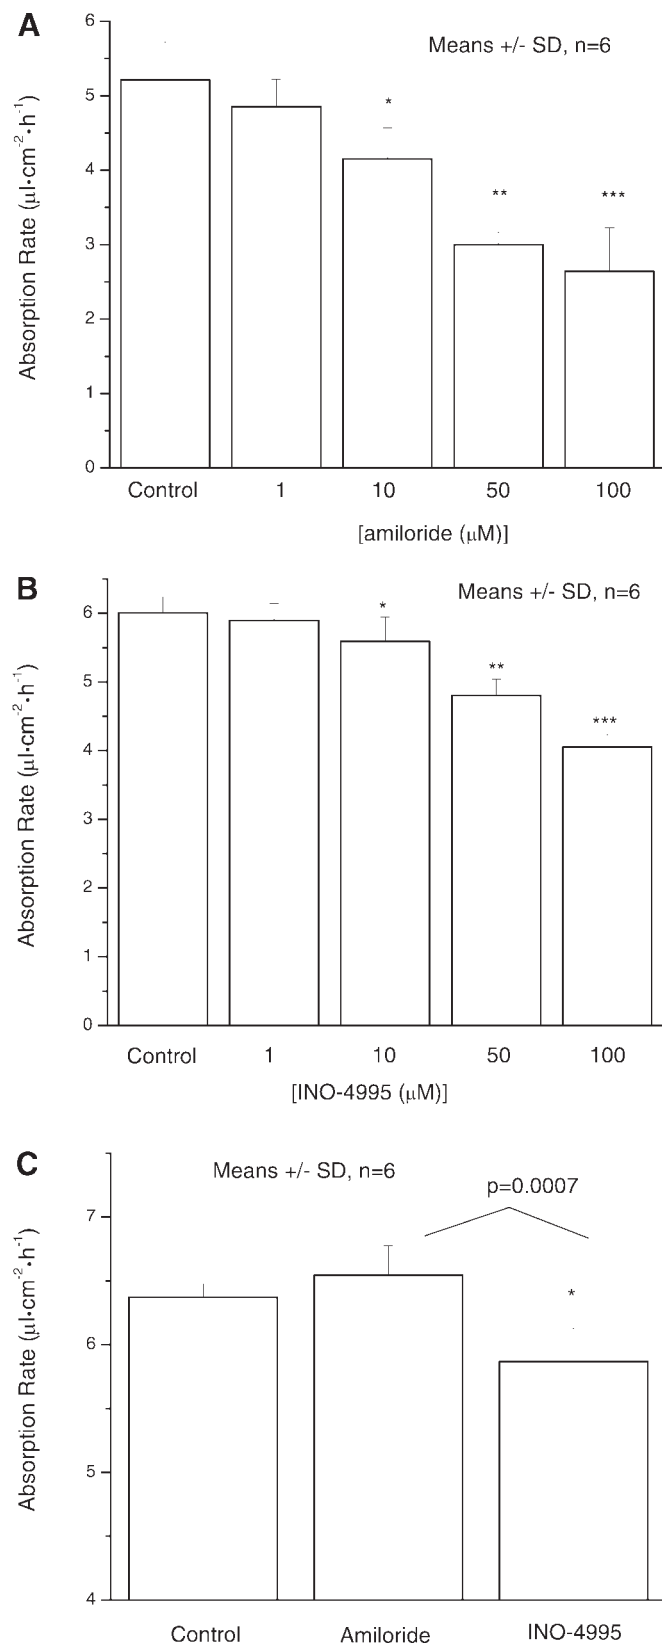 A
Means +/- SD, n=6
Absorption Rate (μl•cm⁻²•h⁻¹)
6
5
4
3
2
1
0
*
**
***
Control 1 10 50 100
[amiloride (μM)]
B
Means +/- SD, n=6
Absorption Rate (μl•cm⁻²•h⁻¹)
6
5
4
3
2
1
0
*
**
***
Control 1 10 50 100
[INO-4995 (μM)]
C
Means +/- SD, n=6
p=0.0007
Absorption Rate (μl•cm⁻²•h⁻¹)
7
6
5
4
*
Control Amiloride INO-4995